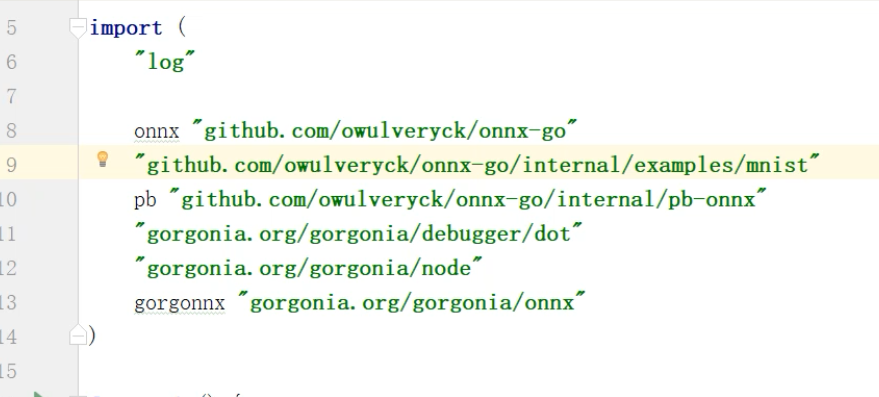 5 import (
6 "log"
7
8 onnx "github.com/owulveryck/onnx-go"
9 "github.com/owulveryck/onnx-go/internal/examples/mnist"
10 pb "github.com/owulveryck/onnx-go/internal/pb-onnx"
11 "gorgonia.org/gorgonia/debugger/dot"
12 "gorgonia.org/gorgonia/node"
13 gorgonnx "gorgonia.org/gorgonia/onnx"
14 )
15